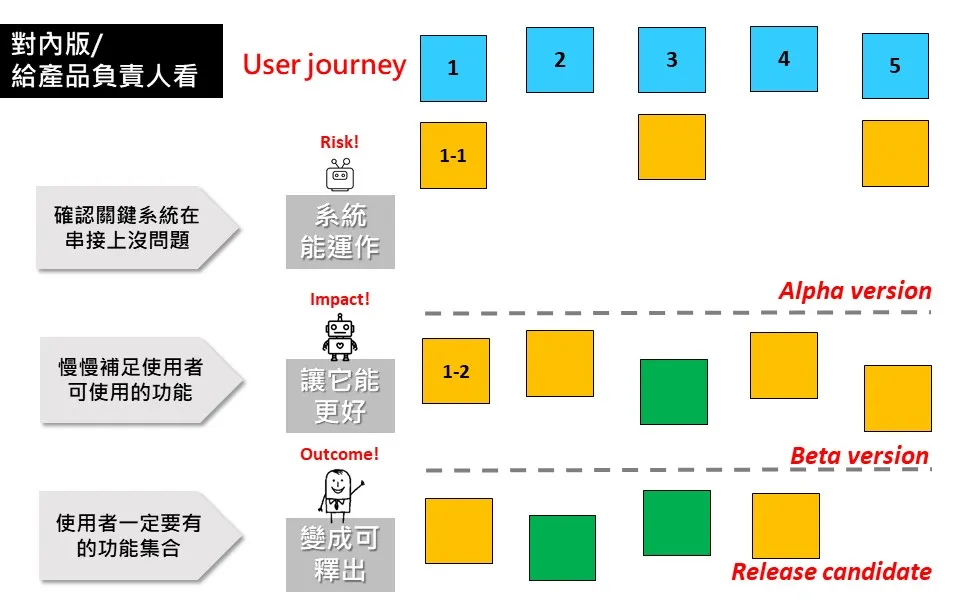 對內版/
給產品負責人看
User journey
1
2
3
4
5
Risk!
1-1
確認關鍵系統在
串接上沒問題
系統
能運作
Alpha version
Impact!
慢慢補足使用者
可使用的功能
讓它能
更好
1-2
Beta version
Outcome!
使用者一定要有
的功能集合
變成可
釋出
Release candidate